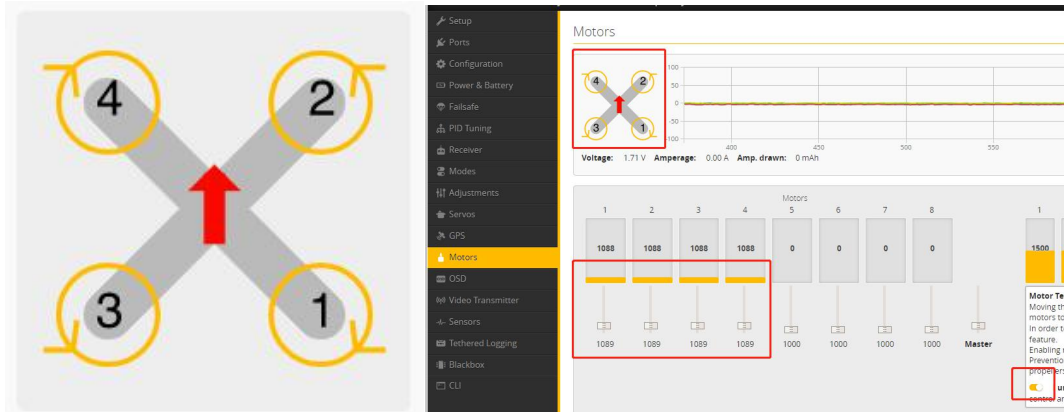 4 2
3 1
Setup
Ports
Configuration
Power & Battery
Failsafe
PID Tuning
Receiver
Modes
Adjustments
Servos
GPS
Motors
OSD
Video Transmitter
Sensors
Tethered Logging
Blackbox
CLI
Motors
4 2
3 1
100
50
0
-50
-100
400 450 500 550
Voltage: 1.71 V Amperage: 0.00 A Amp. drawn: 0 mAh
Motors
1 2 3 4 5 6 7 8 1
1088 1088 1088 1088 0 0 0 0 1500
1089 1089 1089 1089 1000 1000 1000 1000 Master
Motor Te
Moving th
motors to
In order t
feature.
Enabling
Preventio
propellers
control a